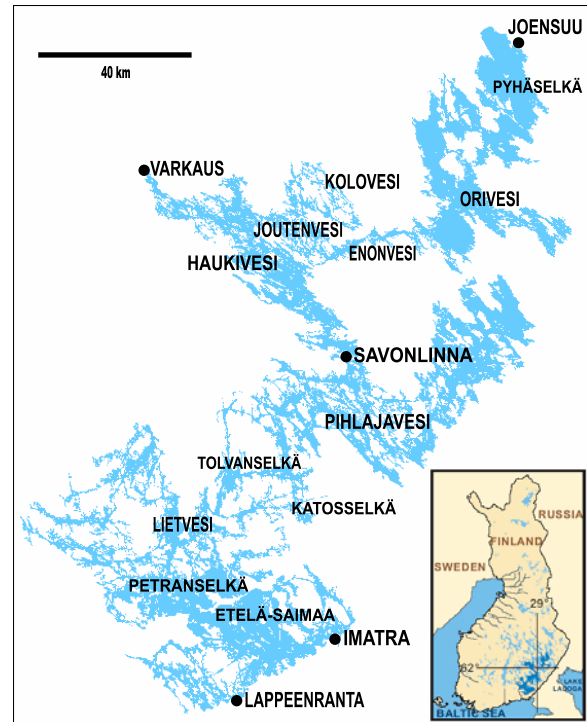 JOENSUU
40 km
PYHÄSELKÄ
VARKAUS
KOLOVESI
ORIVESI
JOUTENVESI
ENONVESI
HAUKIVESI
SAVONLINNA
PIHLAJAVESI
TOLVANSELKÄ
KATOSSELKÄ
LIETVESI
PETRANSELKÄ
ETELÄ-SAIMAA
IMATRA
LAPPEENRANTA
RUSSIA
FINLAND
SWEDEN
29°
62°
LAKE
LADOGA
BALTIC SEA